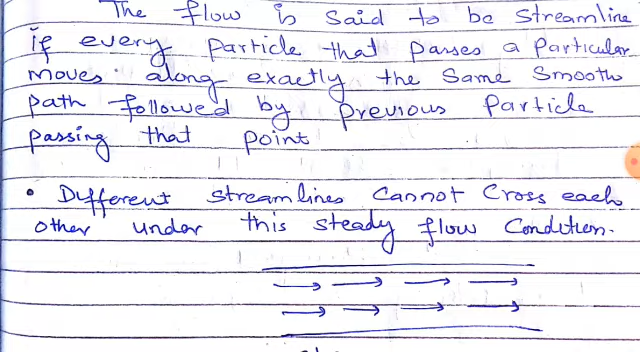 The flow is said to be streamline
if every particle that passes a particular
moves along exactly the same smooth
path followed by previous particle
passing that point
• Different streamlines cannot cross each
other under this steady flow condition.